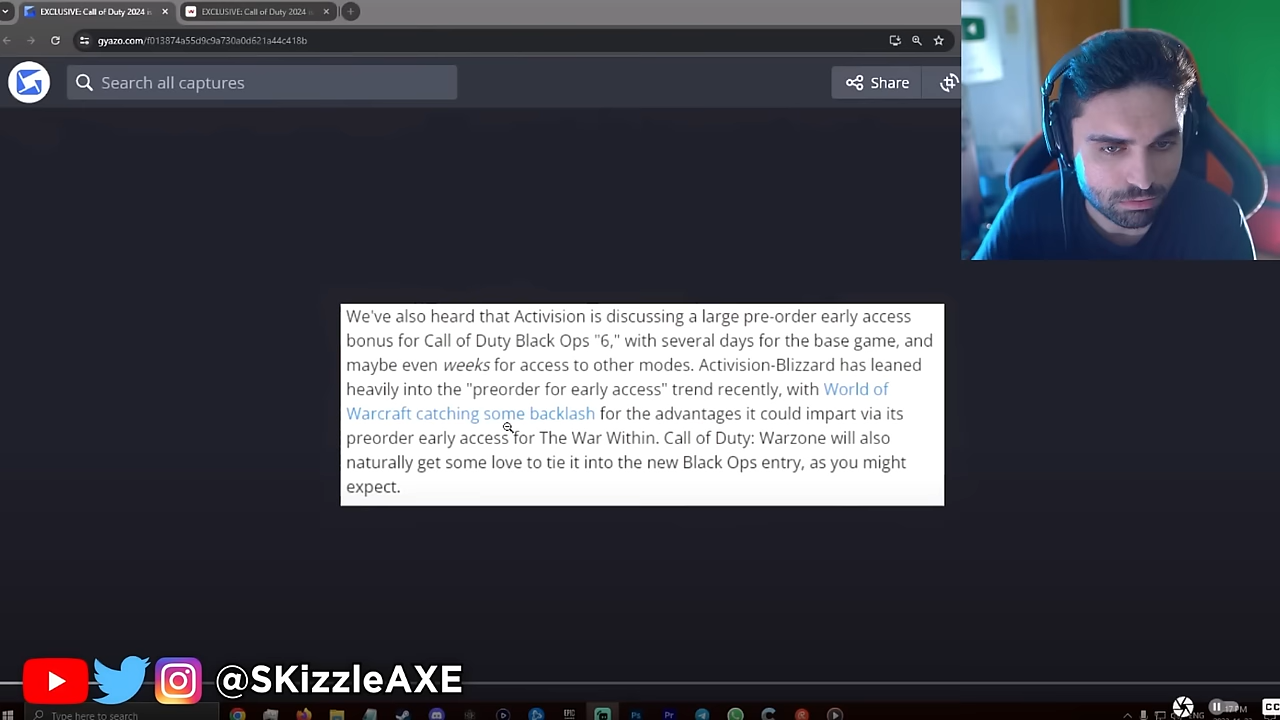 EXCLUSIVE: Call of Duty 2024 is
EXCLUSIVE: Call of Duty 2024
gyazo.com/f013874a55d9c9a730a0d621a44c418b
Search all captures
Share
We've also heard that Activision is discussing a large pre-order early access
bonus for Call of Duty Black Ops "6," with several days for the base game, and
maybe even weeks for access to other modes. Activision-Blizzard has leaned
heavily into the "preorder for early access" trend recently, with World of
Warcraft catching some backlash for the advantages it could impart via its
preorder early access for The War Within. Call of Duty: Warzone will also
naturally get some love to tie it into the new Black Ops entry, as you might
expect.
@SKizzleAXE
Type here to search
CC